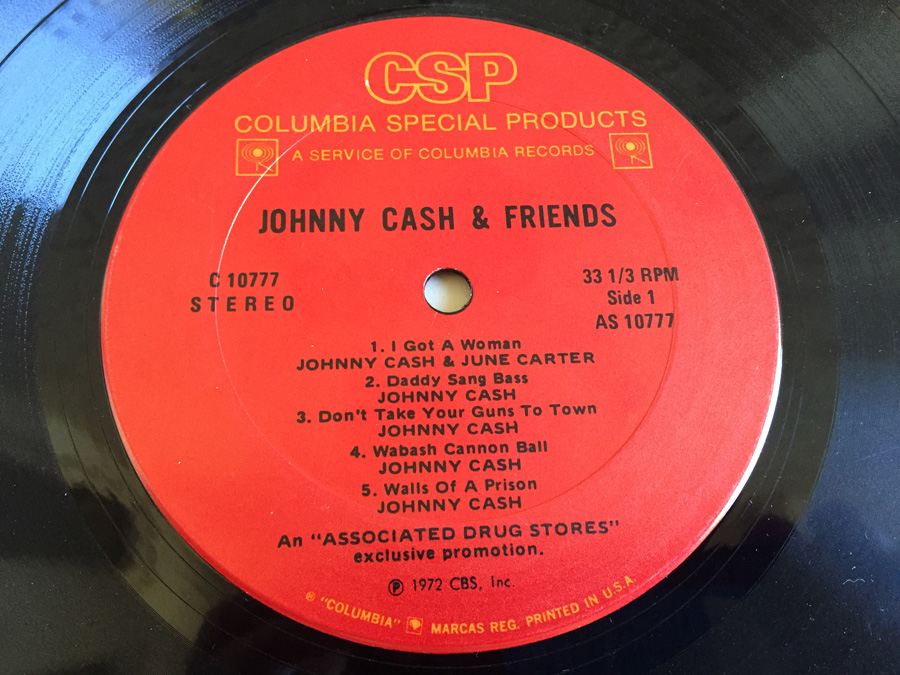 CSP
COLUMBIA SPECIAL PRODUCTS
A SERVICE OF COLUMBIA RECORDS
JOHNNY CASH & FRIENDS
C 10777
STEREO
33 1/3 RPM
Side 1
AS 10777
1. I Got A Woman
JOHNNY CASH & JUNE CARTER
2. Daddy Sang Bass
JOHNNY CASH
3. Don't Take Your Guns To Town
JOHNNY CASH
4. Wabash Cannon Ball
JOHNNY CASH
5. Walls Of A Prison
JOHNNY CASH
An "ASSOCIATED DRUG STORES"
exclusive promotion.
℗ 1972 CBS, Inc.
® "COLUMBIA" MARCAS REG. PRINTED IN U.S.A.